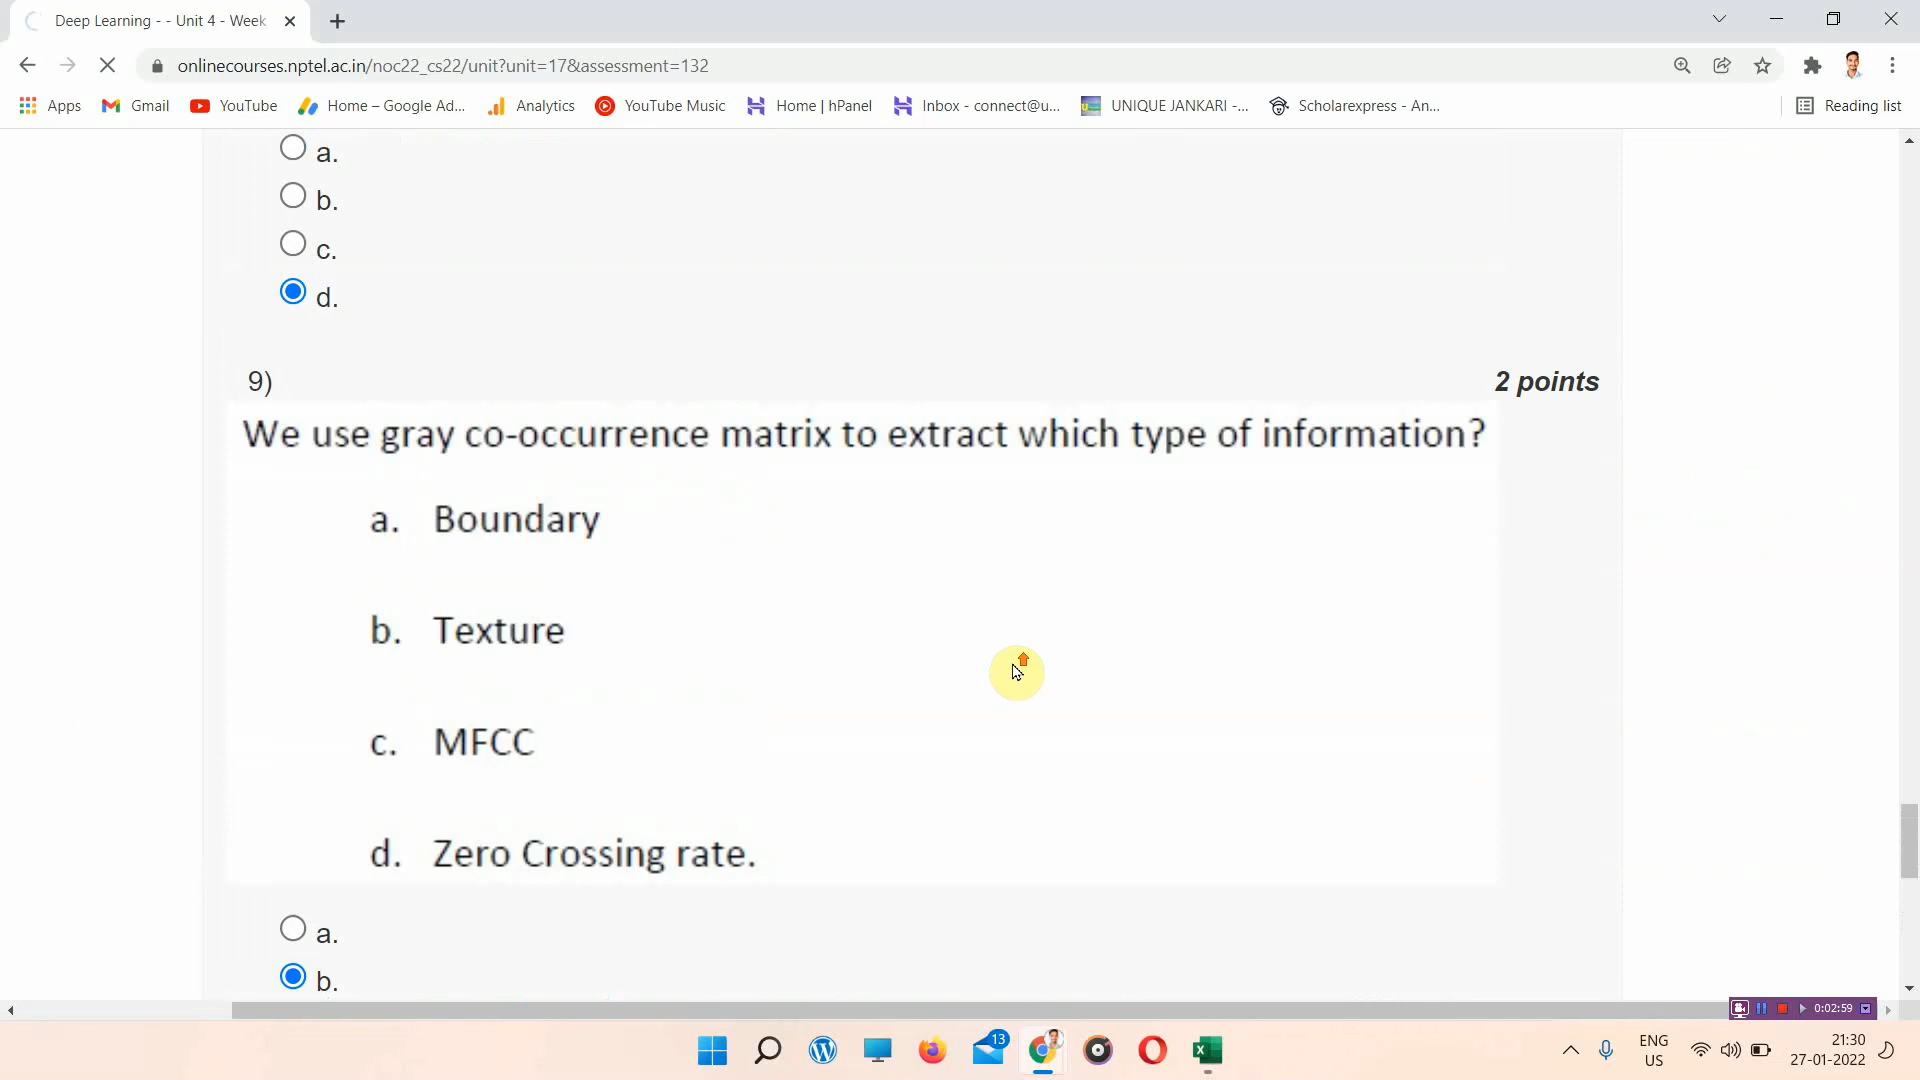 Deep Learning - - Unit 4 - Week
onlinecourses.nptel.ac.in/noc22_cs22/unit?unit=17&assessment=132
Apps Gmail YouTube Home – Google Ad... Analytics YouTube Music Home | hPanel Inbox - connect@u... UNIQUE JANKARI -... Scholarexpress - An... Reading list
a.
b.
c.
d.
9) 2 points
We use gray co-occurrence matrix to extract which type of information?
a. Boundary
b. Texture
c. MFCC
d. Zero Crossing rate.
a.
b.
0:02:59
13
ENG
US
21:30
27-01-2022